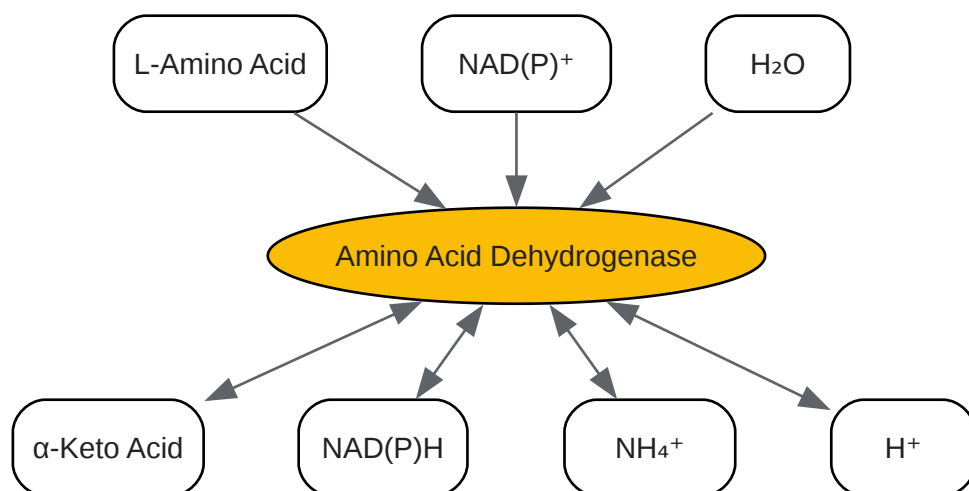 L-Amino Acid
NAD(P)⁺
H₂O
Amino Acid Dehydrogenase
α-Keto Acid
NAD(P)H
NH₄⁺
H⁺